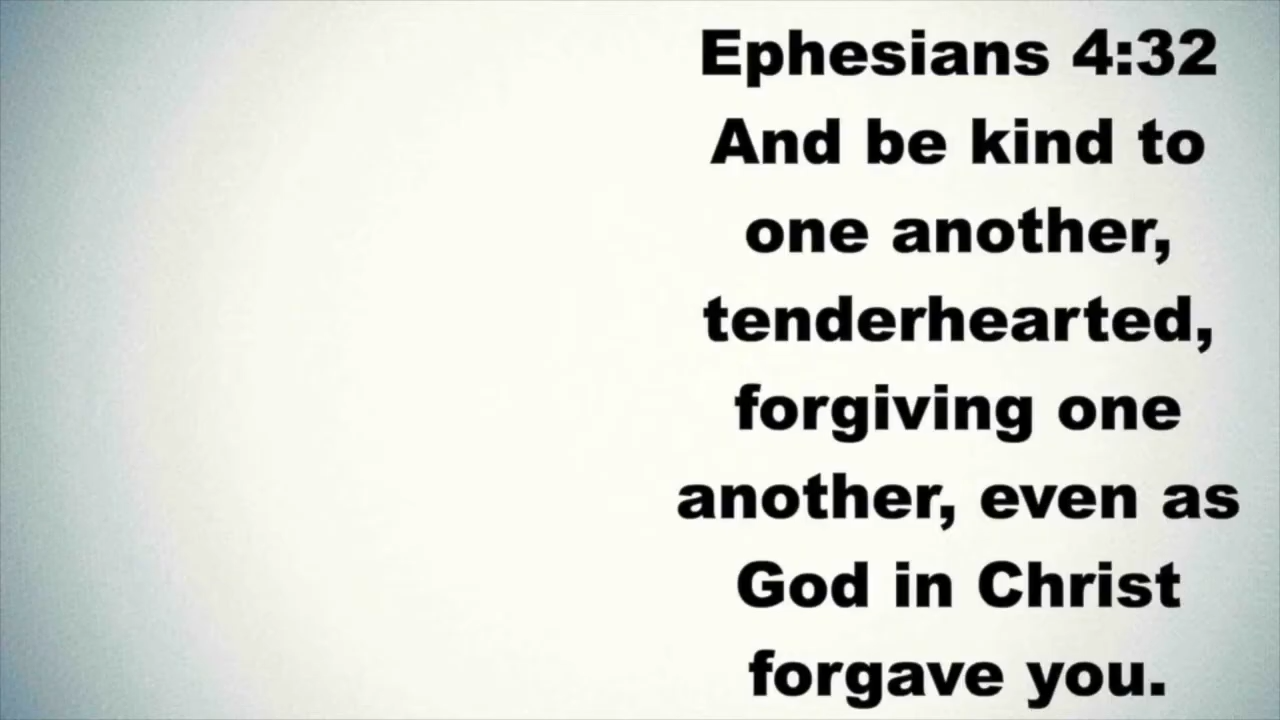 Ephesians 4:32
And be kind to
one another,
tenderhearted,
forgiving one
another, even as
God in Christ
forgave you.